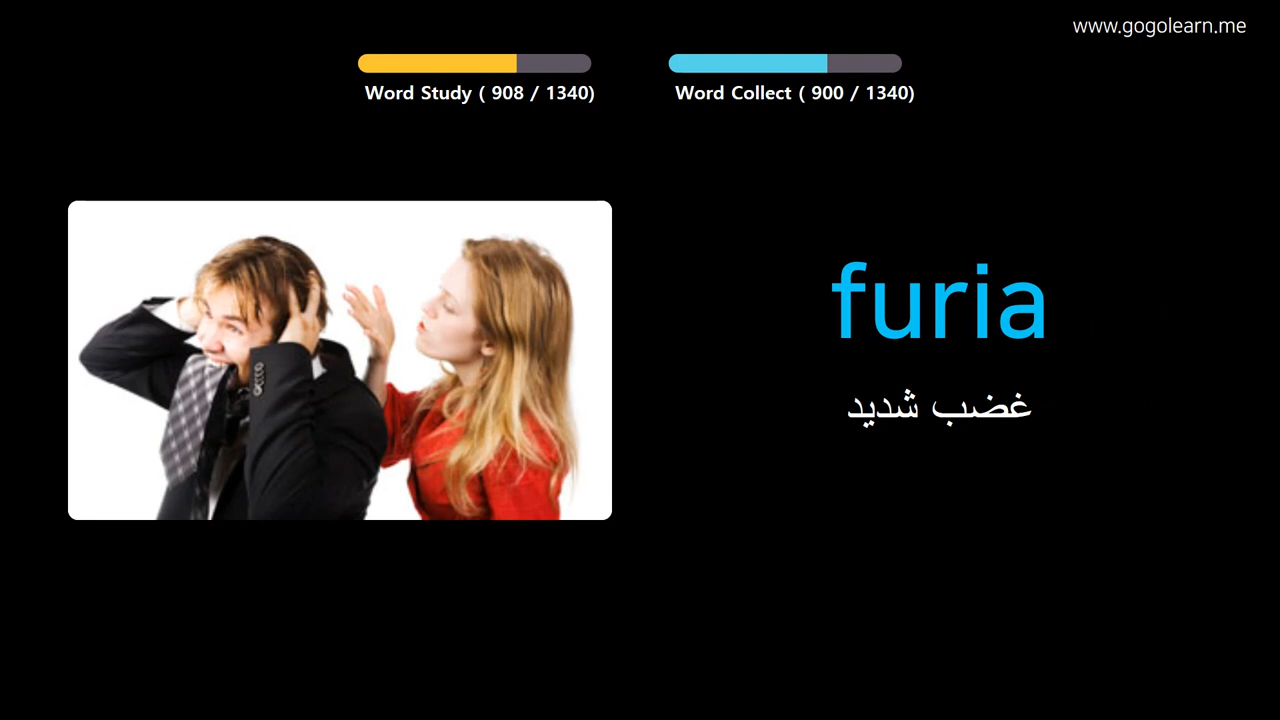 www.gogolearn.me
Word Study ( 908 / 1340)
Word Collect ( 900 / 1340)
furia
غضب شديد